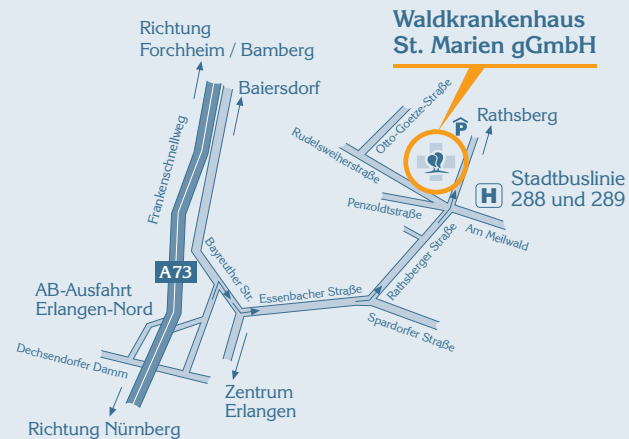 Waldkrankenhaus
St. Marien gGmbH
Richtung
Forchheim / Bamberg
Baiersdorf
Otto-Goetze-Straße
P
Rathsberg
Rudelsweiherstraße
Frankenschnellweg
H
Stadtbuslinie
288 und 289
Penzoldtstraße
Am Meilwald
Bayreuther Str.
Rathsberger Straße
A73
AB-Ausfahrt
Erlangen-Nord
Essenbacher Straße
Spardorfer Straße
Dechsendorfer Damm
Zentrum
Erlangen
Richtung Nürnberg